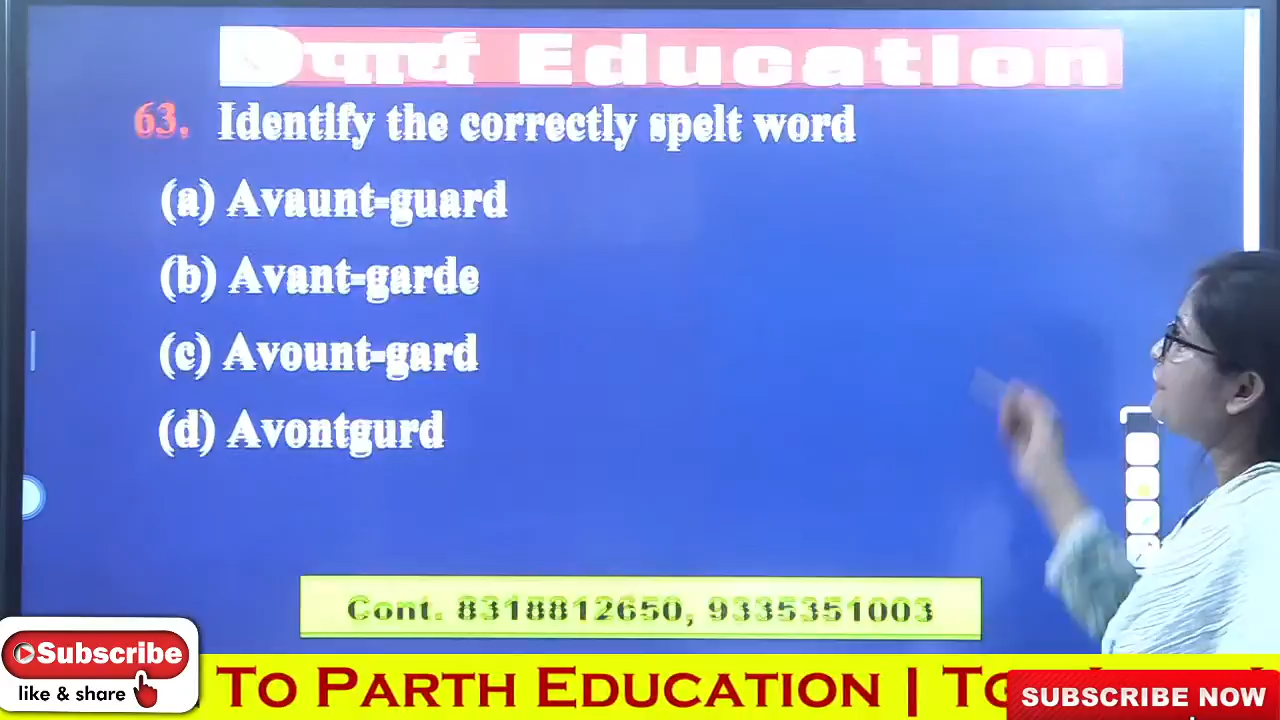 पार्थ Education
63. Identify the correctly spelt word
(a) Avaunt-guard
(b) Avant-garde
(c) Avount-gard
(d) Avontgurd
Cont. 8318812650, 9335351003
Subscribe
like & share
To Parth Education | To
SUBSCRIBE NOW